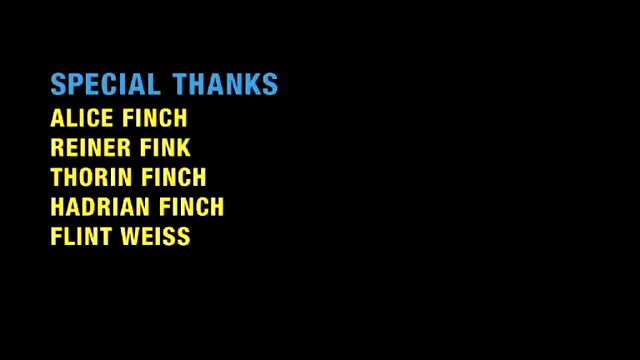 SPECIAL THANKS
ALICE FINCH
REINER FINK
THORIN FINCH
HADRIAN FINCH
FLINT WEISS